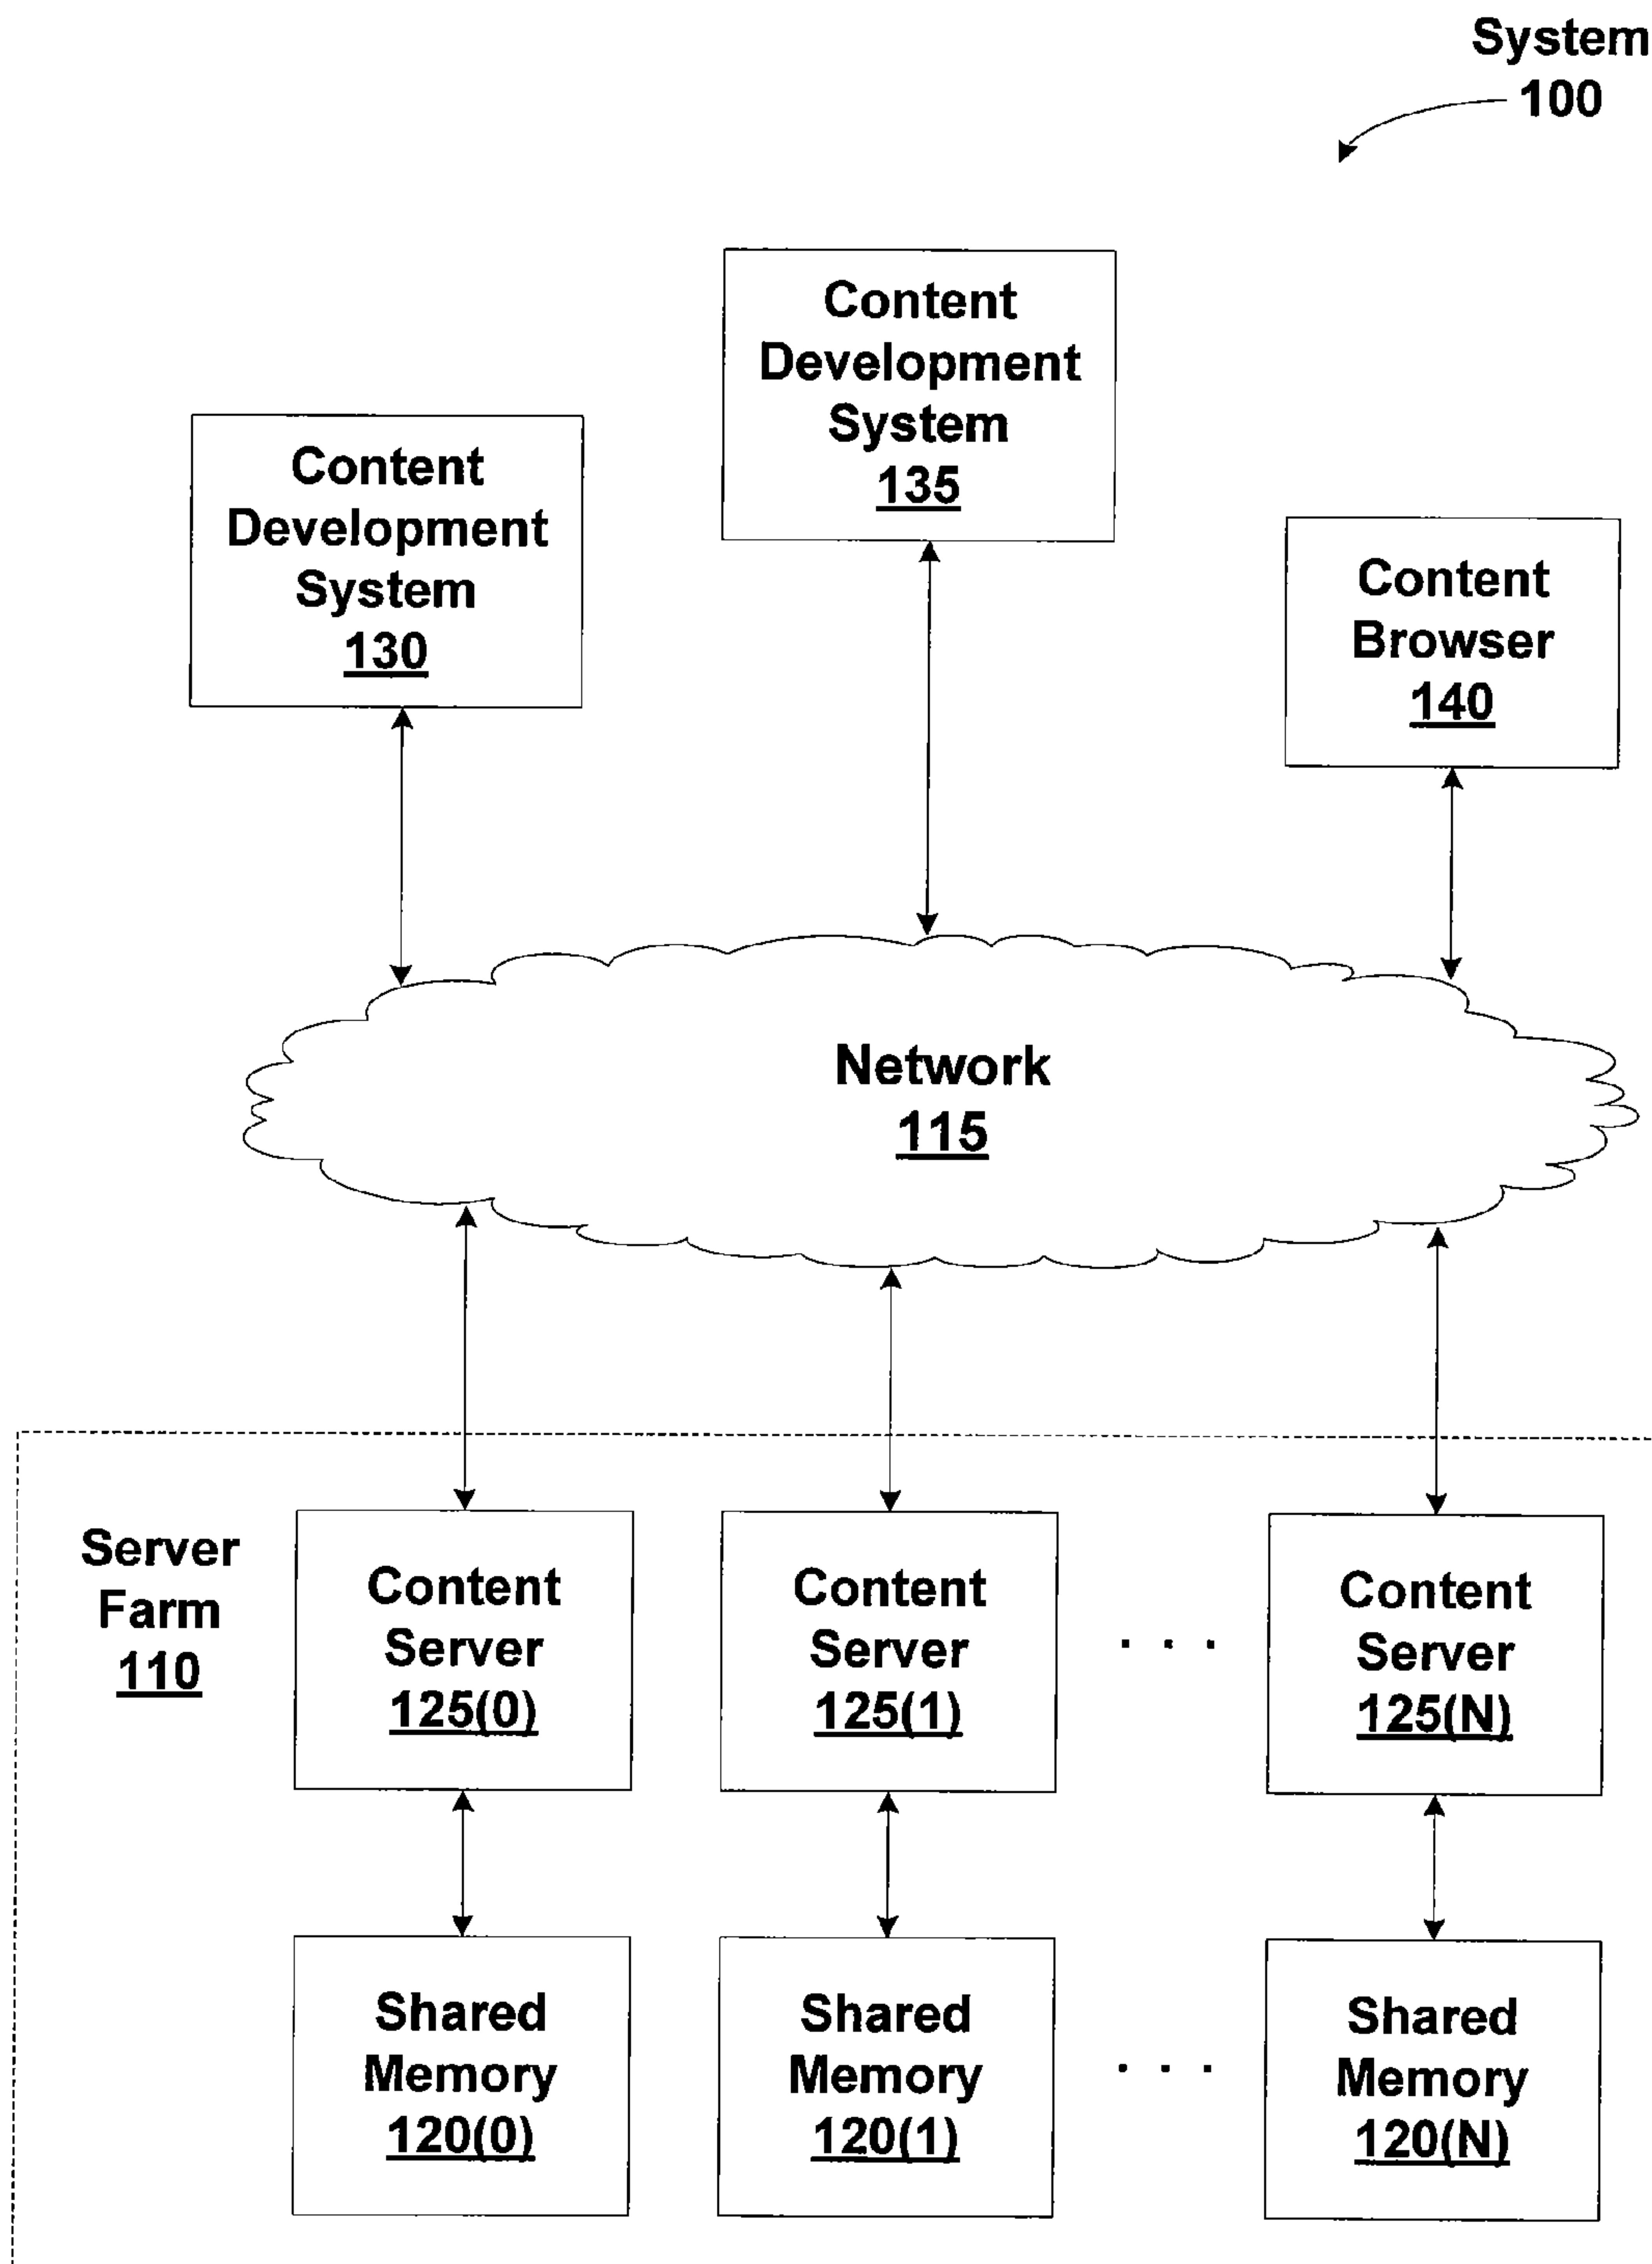 System
100
Content
Development
System
135
Content
Development
System
130
Content
Browser
140
Network
115
Server
Farm
110
Content
Server
125(0)
Content
Server
125(1)
. . .
Content
Server
125(N)
Shared
Memory
120(0)
Shared
Memory
120(1)
. . .
Shared
Memory
120(N)